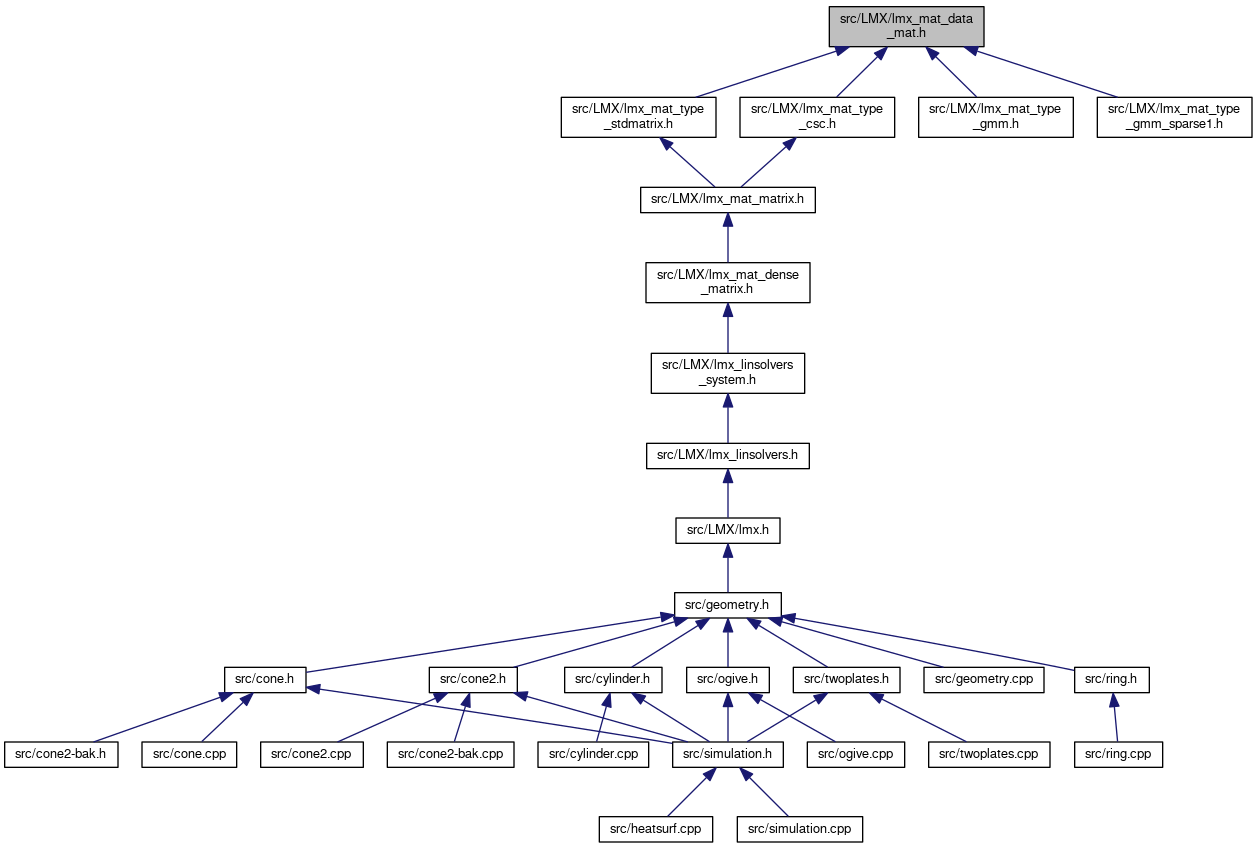 src/LMX/lmx_mat_data
_mat.h
src/LMX/lmx_mat_type
_stdmatrix.h
src/LMX/lmx_mat_type
_csc.h
src/LMX/lmx_mat_type
_gmm.h
src/LMX/lmx_mat_type
_gmm_sparse1.h
src/LMX/lmx_mat_matrix.h
src/LMX/lmx_mat_dense
_matrix.h
src/LMX/lmx_linsolvers
_system.h
src/LMX/lmx_linsolvers.h
src/LMX/lmx.h
src/geometry.h
src/cone.h
src/cone2.h
src/cylinder.h
src/ogive.h
src/twoplates.h
src/geometry.cpp
src/ring.h
src/cone2-bak.h
src/cone.cpp
src/cone2.cpp
src/cone2-bak.cpp
src/cylinder.cpp
src/simulation.h
src/ogive.cpp
src/twoplates.cpp
src/ring.cpp
src/heatsurf.cpp
src/simulation.cpp